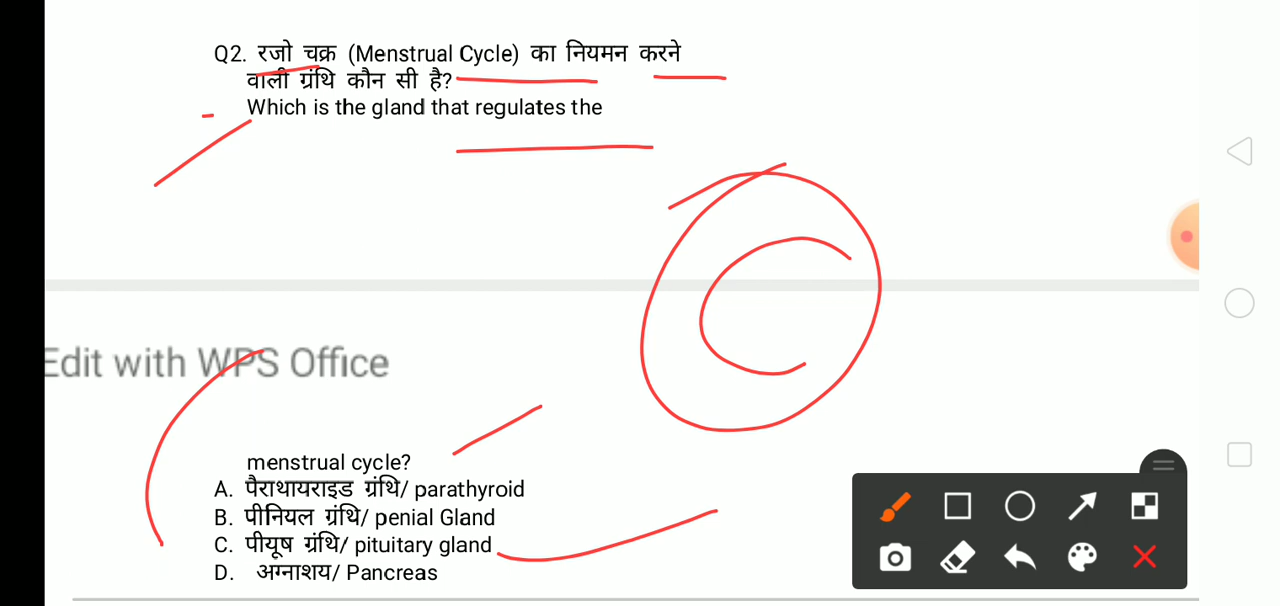 Q2. रजो चक्र (Menstrual Cycle) का नियमन करने
वाली ग्रंथि कौन सी है?
Which is the gland that regulates the
Edit with WPS Office
menstrual cycle?
A. पैराथायराइड ग्रंथि/ parathyroid
B. पीनियल ग्रंथि/ penial Gland
C. पीयूष ग्रंथि/ pituitary gland
D. अग्नाशय/ Pancreas